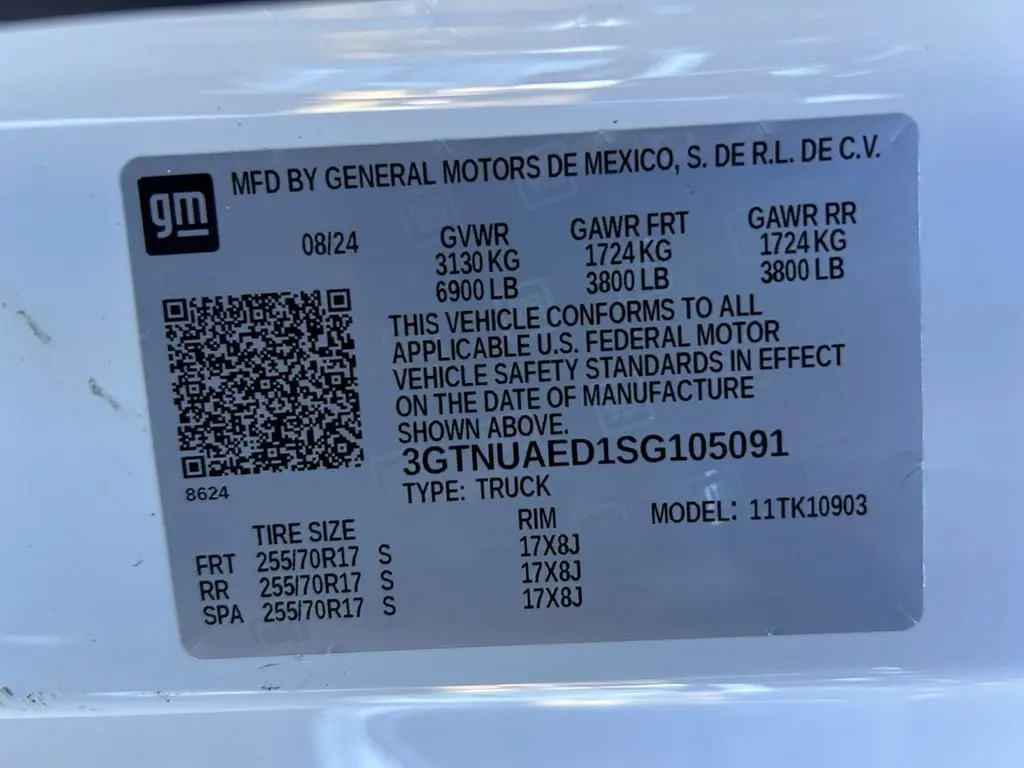 gm
MFD BY GENERAL MOTORS DE MEXICO, S. DE R.L. DE C.V.
08/24
GVWR
3130 KG
6900 LB
GAWR FRT
1724 KG
3800 LB
GAWR RR
1724 KG
3800 LB
THIS VEHICLE CONFORMS TO ALL
APPLICABLE U.S. FEDERAL MOTOR
VEHICLE SAFETY STANDARDS IN EFFECT
ON THE DATE OF MANUFACTURE
SHOWN ABOVE.
3GTNUAED1SG105091
8624
TYPE: TRUCK
MODEL: 11TK10903
TIRE SIZE RIM
FRT 255/70R17 S 17X8J
RR 255/70R17 S 17X8J
SPA 255/70R17 S 17X8J